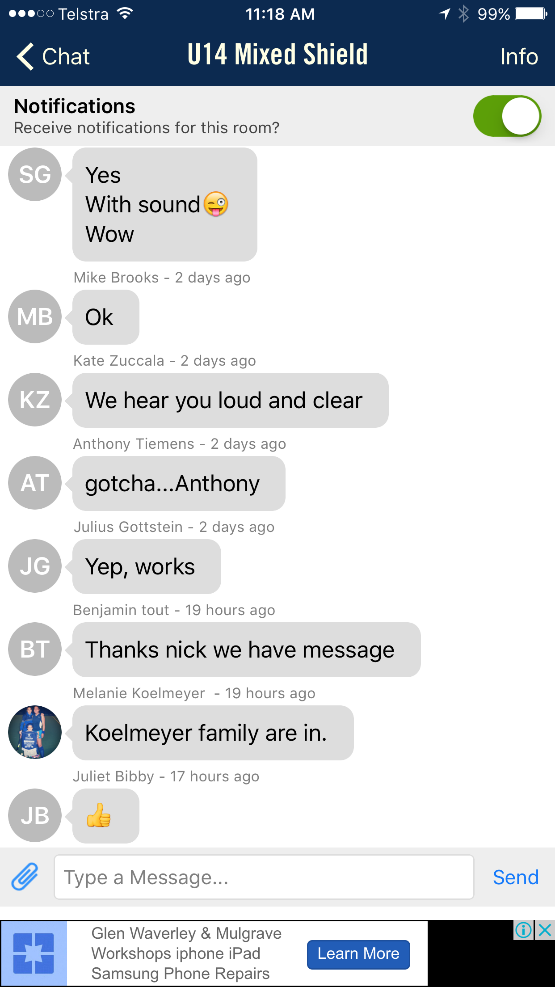 Telstra 11:18 AM 99%
Chat U14 Mixed Shield Info
Notifications
Receive notifications for this room?
SG
Yes
With sound😜
Wow
Mike Brooks - 2 days ago
MB
Ok
Kate Zuccala - 2 days ago
KZ
We hear you loud and clear
Anthony Tiemens - 2 days ago
AT
gotcha...Anthony
Julius Gottstein - 2 days ago
JG
Yep, works
Benjamin tout - 19 hours ago
BT
Thanks nick we have message
Melanie Koelmeyer - 19 hours ago
Koelmeyer family are in.
Juliet Bibby - 17 hours ago
JB
👍
Type a Message... Send
Glen Waverley & Mulgrave
Workshops iphone iPad
Samsung Phone Repairs
Learn More